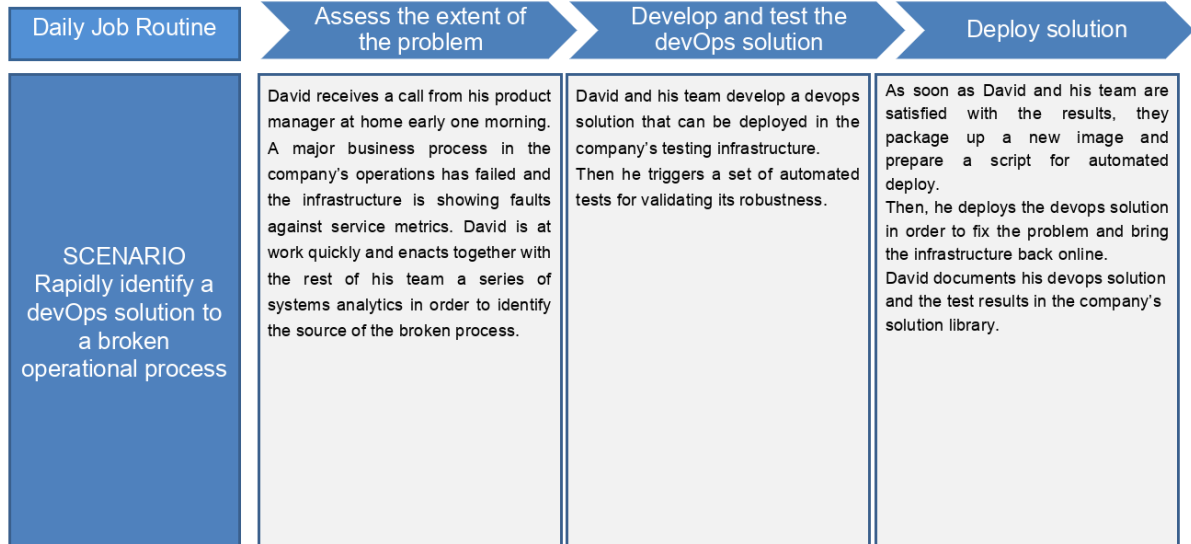 Daily Job Routine
Assess the extent of
the problem
Develop and test the
devOps solution
Deploy solution
SCENARIO
Rapidly identify a
devOps solution to
a broken
operational process
David receives a call from his product
manager at home early one morning.
A major business process in the
company's operations has failed and
the infrastructure is showing faults
against service metrics. David is at
work quickly and enacts together with
the rest of his team a series of
systems analytics in order to identify
the source of the broken process.
David and his team develop a devops
solution that can be deployed in the
company's testing infrastructure.
Then he triggers a set of automated
tests for validating its robustness.
As soon as David and his team are
satisfied with the results, they
package up a new image and
prepare a script for automated
deploy.
Then, he deploys the devops solution
in order to fix the problem and bring
the infrastructure back online.
David documents his devops solution
and the test results in the company's
solution library.